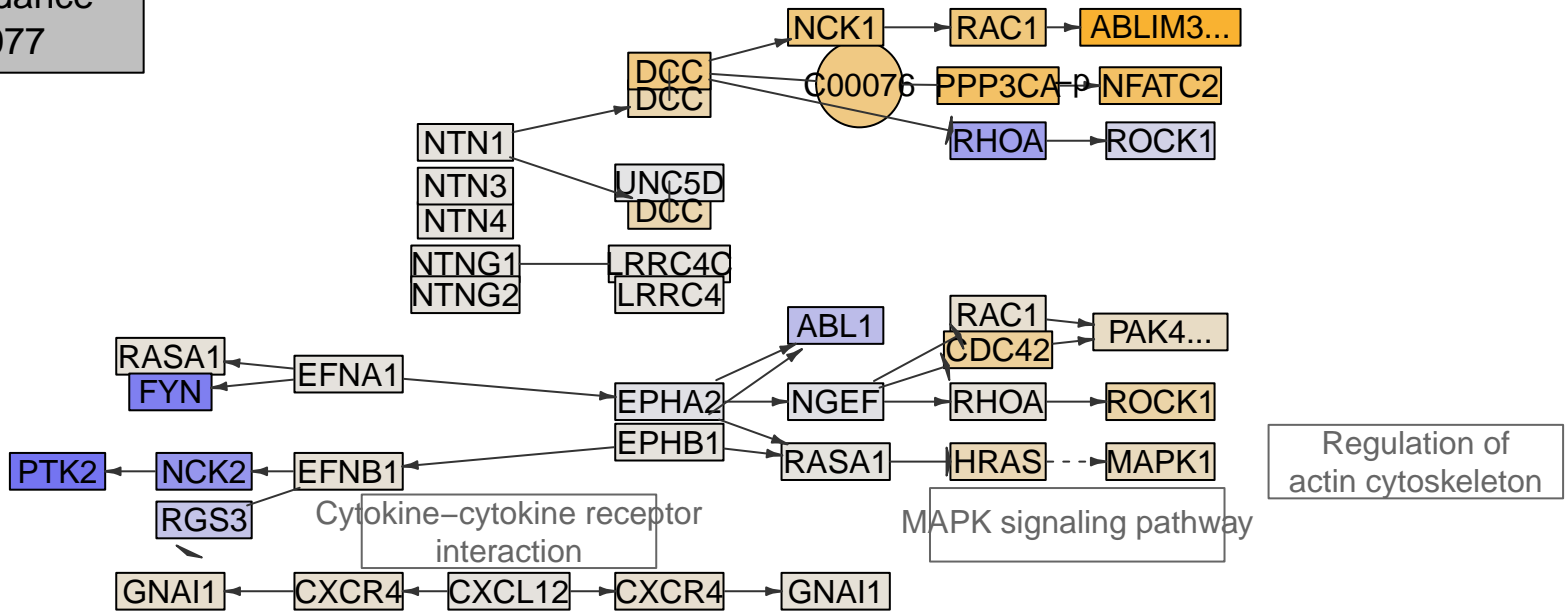 077
NCK1
RAC1
ABLIM3...
DCC
DCC
C00076
PPP3CA
–p
NFATC2
RHOA
ROCK1
NTN1
NTN3
NTN4
UNC5D
DCC
NTNG1
NTNG2
LRRC4C
LRRC4
RASA1
FYN
EFNA1
ABL1
RAC1
CDC42
PAK4...
EPHA2
EPHB1
NGEF
RHOA
ROCK1
RASA1
HRAS
MAPK1
PTK2
NCK2
EFNB1
RGS3
Cytokine−cytokine receptor
interaction
MAPK signaling pathway
Regulation of
actin cytoskeleton
GNAI1
CXCR4
CXCL12
CXCR4
GNAI1